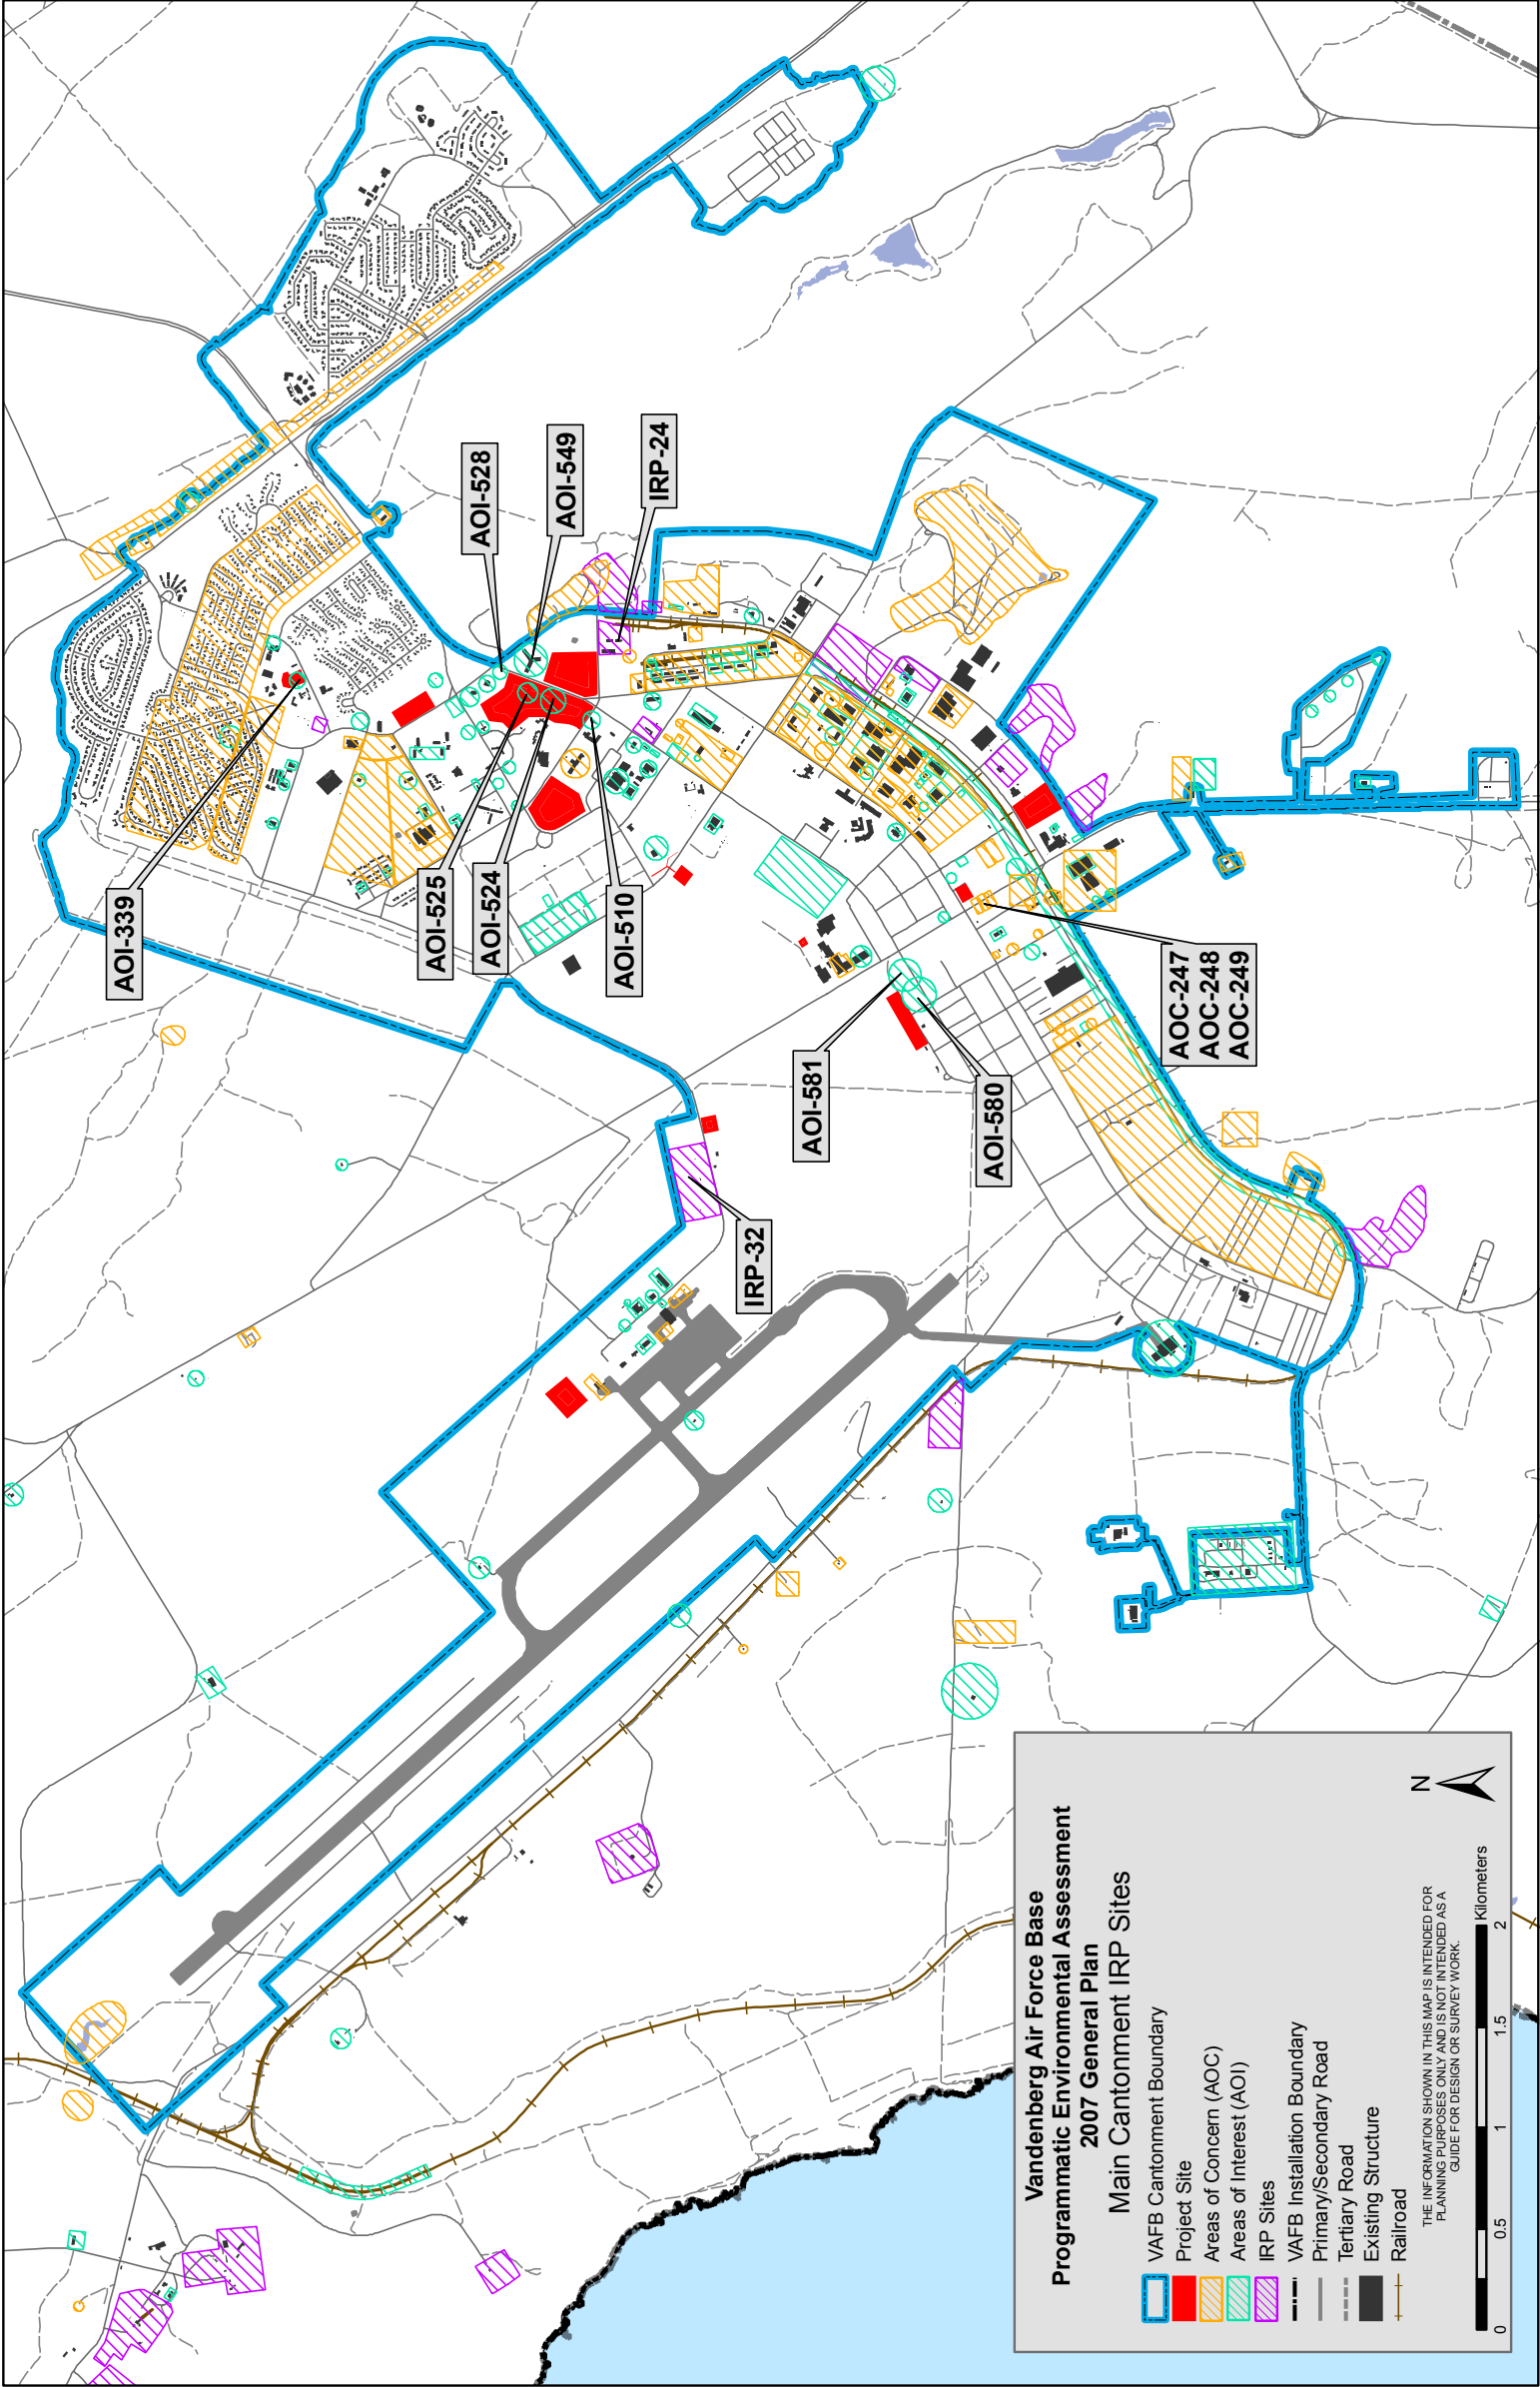 AOI-528
AOI-549
IRP-24
AOI-339
AOI-525
AOI-524
AOI-510
AOI-581
AOI-580
AOC-247
AOC-248
AOC-249
IRP-32
Vandenberg Air Force Base
Programmatic Environmental Assessment
2007 General Plan
Main Cantonment IRP Sites
VAFB Cantonment Boundary
Project Site
Areas of Concern (AOC)
Areas of Interest (AOI)
IRP Sites
VAFB Installation Boundary
Primary/Secondary Road
Tertiary Road
Existing Structure
Railroad
N
THE INFORMATION SHOWN IN THIS MAP IS INTENDED FOR
PLANNING PURPOSES ONLY AND IS NOT INTENDED AS A
GUIDE FOR DESIGN OR SURVEY WORK.
Kilometers
0 0.5 1 1.5 2